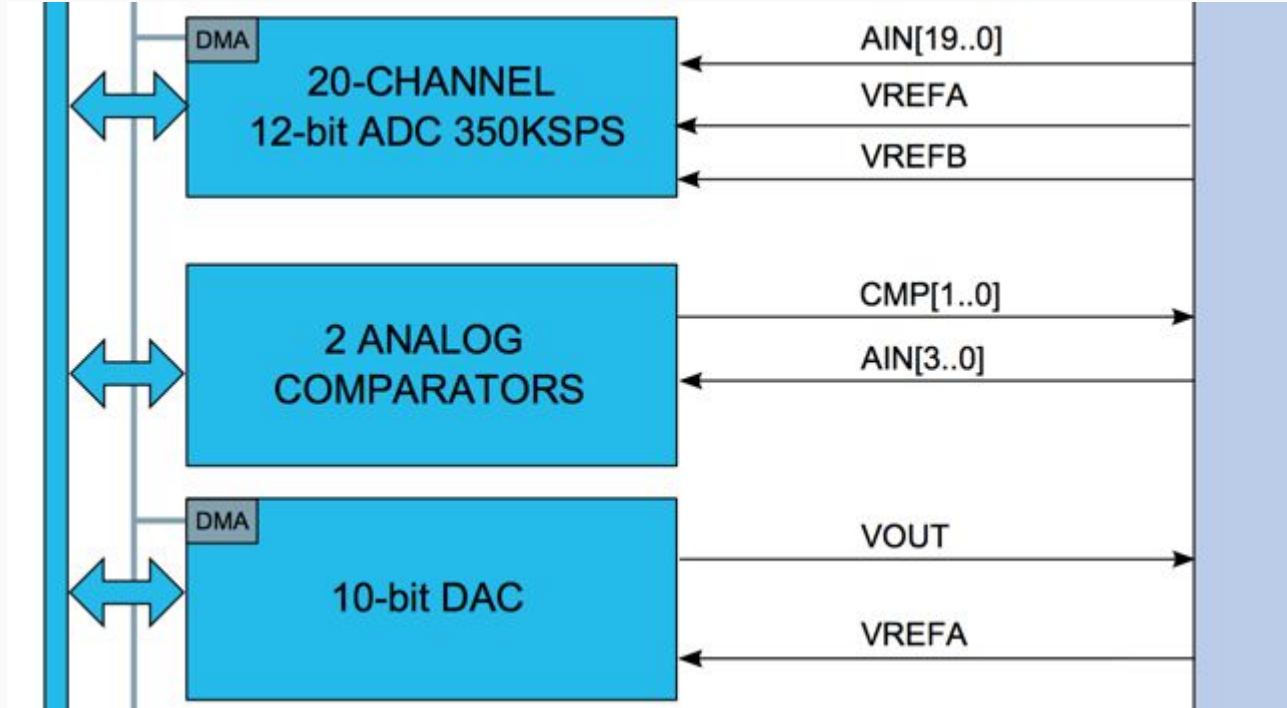 DMA
20-CHANNEL
12-bit ADC 350KSPS
AIN[19..0]
VREFA
VREFB
2 ANALOG
COMPARATORS
CMP[1..0]
AIN[3..0]
DMA
10-bit DAC
VOUT
VREFA